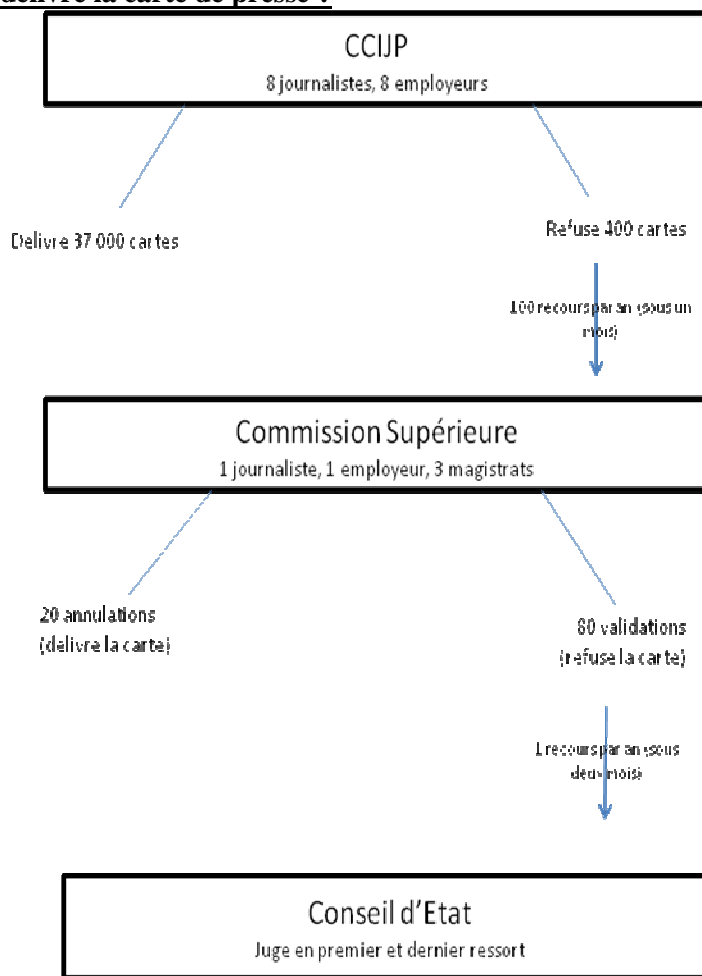 délivre la carte de presse :
CCIJP
8 journalistes, 8 employeurs
Delivre 37 000 cartes
Refuse 400 cartes
100 recours par an (sous un
mois)
Commission Supérieure
1 journaliste, 1 employeur, 3 magistrats
20 annulations
(delivre la carte)
80 validations
(refuse la carte)
1 recours par an (sous
deux mois)
Conseil d'Etat
Juge en premier et dernier ressort